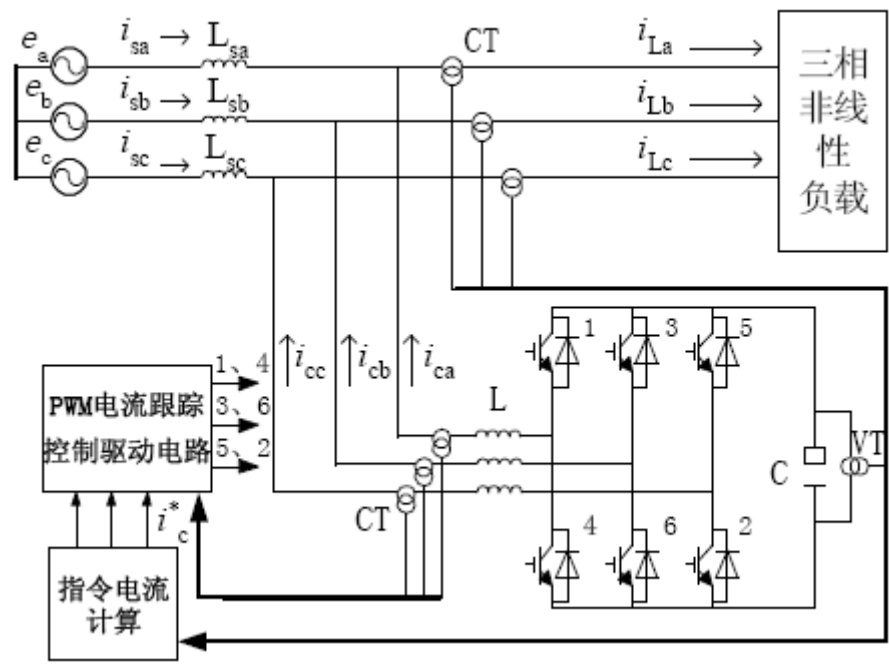 e_a
i_sa
L_sa
CT
i_La
e_b
i_sb
L_sb
i_Lb
e_c
i_sc
L_sc
i_Lc
三相
非线
性
负载
1
3
5
i_cc
i_cb
i_ca
L
PWM电流跟踪
控制驱动电路
1、4
3、6
5、2
C
VT
CT
i*_c
4
6
2
指令电流
计算